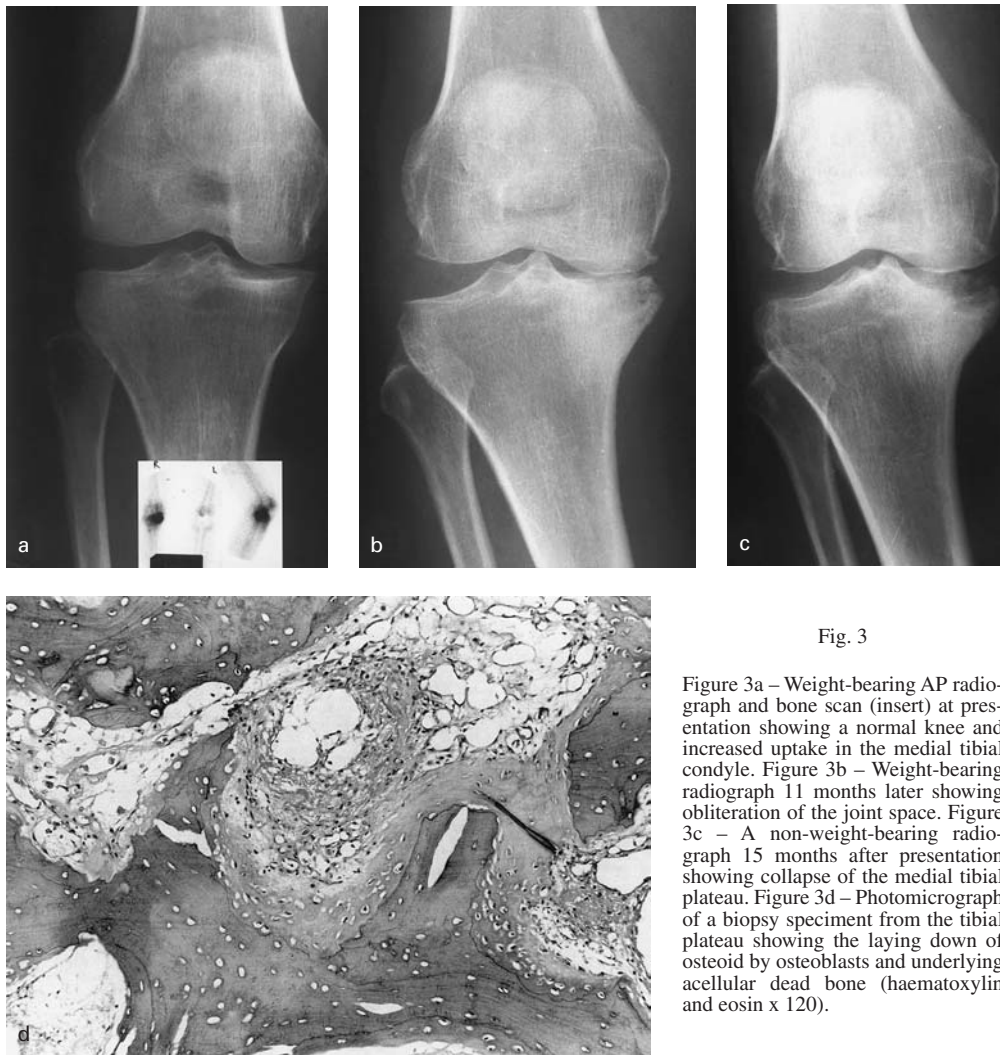 R L
a
b
c
d
Fig. 3
Figure 3a – Weight-bearing AP radio-
graph and bone scan (insert) at pres-
entation showing a normal knee and
increased uptake in the medial tibial
condyle. Figure 3b – Weight-bearing
radiograph 11 months later showing
obliteration of the joint space. Figure
3c – A non-weight-bearing radio-
graph 15 months after presentation
showing collapse of the medial tibial
plateau. Figure 3d – Photomicrograph
of a biopsy speciment from the tibial
plateau showing the laying down of
osteoid by osteoblasts and underlying
acellular dead bone (haematoxylin
and eosin x 120).